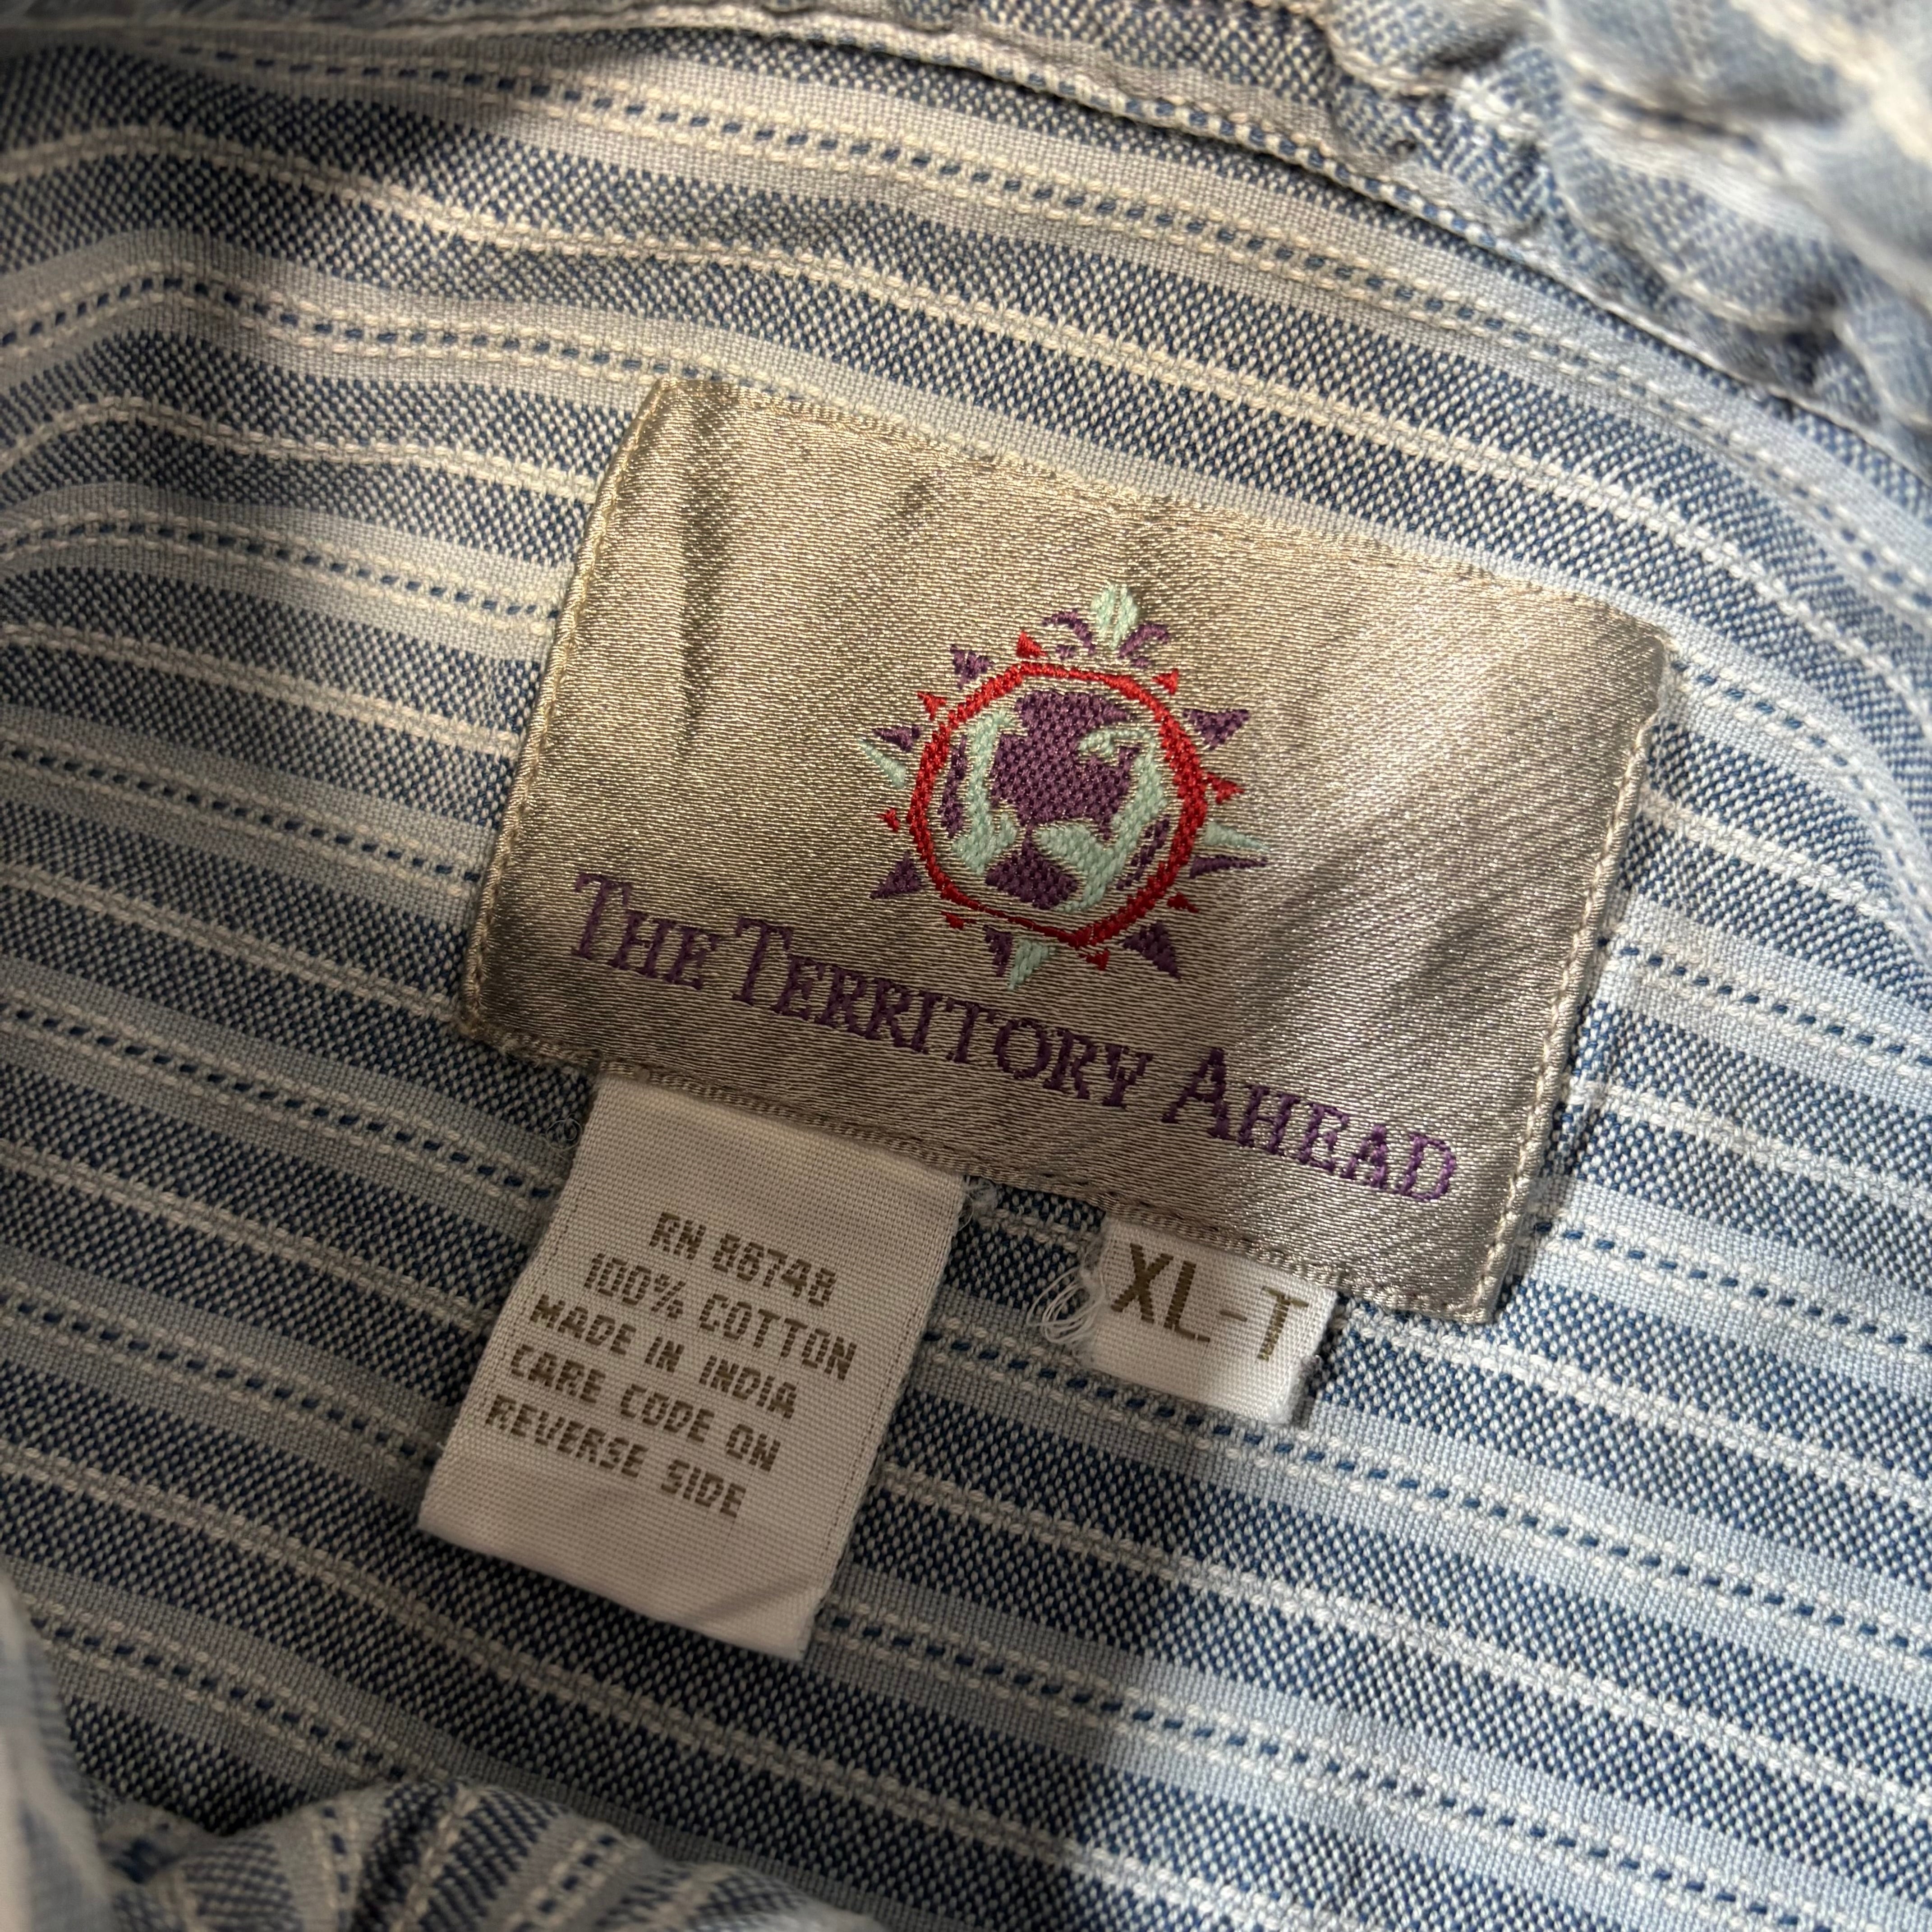 THE TERRITORY AHEAD
RN 88748
100% COTTON
MADE IN INDIA
CARE CODE ON
REVERSE SIDE
XL-T